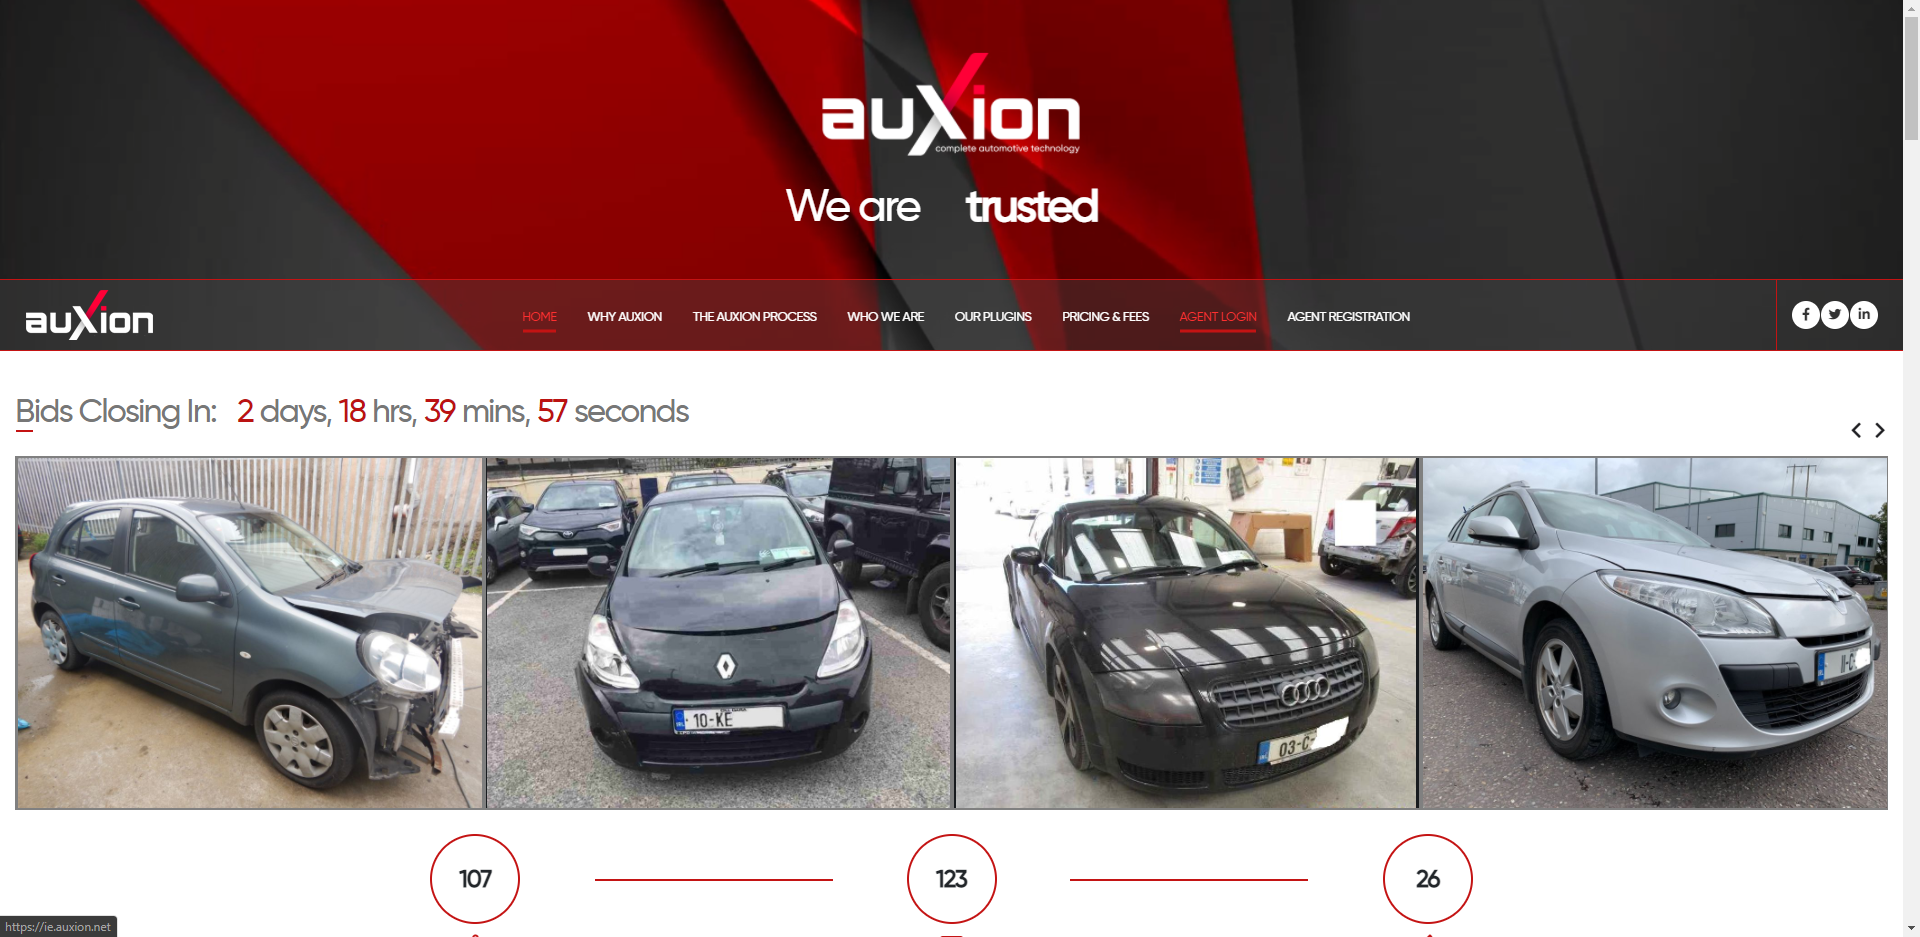 auXion
complete automotive technology
We are trusted
auXion
HOME
WHY AUXION
THE AUXION PROCESS
WHO WE ARE
OUR PLUGINS
PRICING & FEES
AGENT LOGIN
AGENT REGISTRATION
Bids Closing In: 2 days, 18 hrs, 39 mins, 57 seconds
10-KE
03-C-
11-C-
107
123
26
https://ie.auxion.net